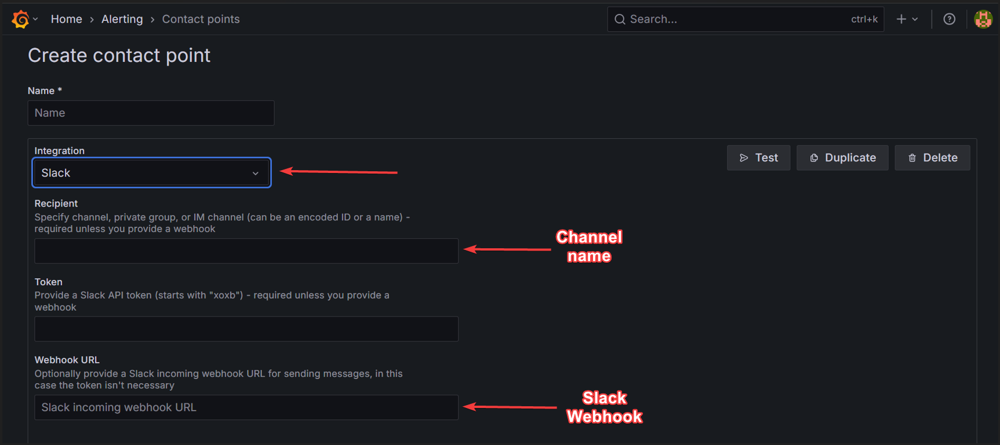 Home › Alerting › Contact points
Search...
ctrl+k
Create contact point
Name *
Name
Integration
Slack
Test
Duplicate
Delete
Recipient
Specify channel, private group, or IM channel (can be an encoded ID or a name) -
required unless you provide a webhook
Channel
name
Token
Provide a Slack API token (starts with "xoxb") - required unless you provide a
webhook
Webhook URL
Optionally provide a Slack incoming webhook URL for sending messages, in this
case the token isn't necessary
Slack incoming webhook URL
Slack
Webhook